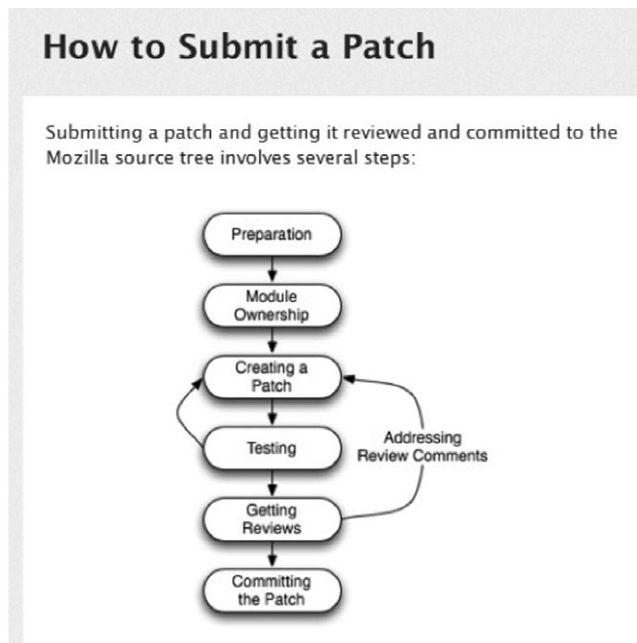 How to Submit a Patch
Submitting a patch and getting it reviewed and committed to the
Mozilla source tree involves several steps:
Preparation
Module
Ownership
Creating a
Patch
Testing
Addressing
Review Comments
Getting
Reviews
Committing
the Patch